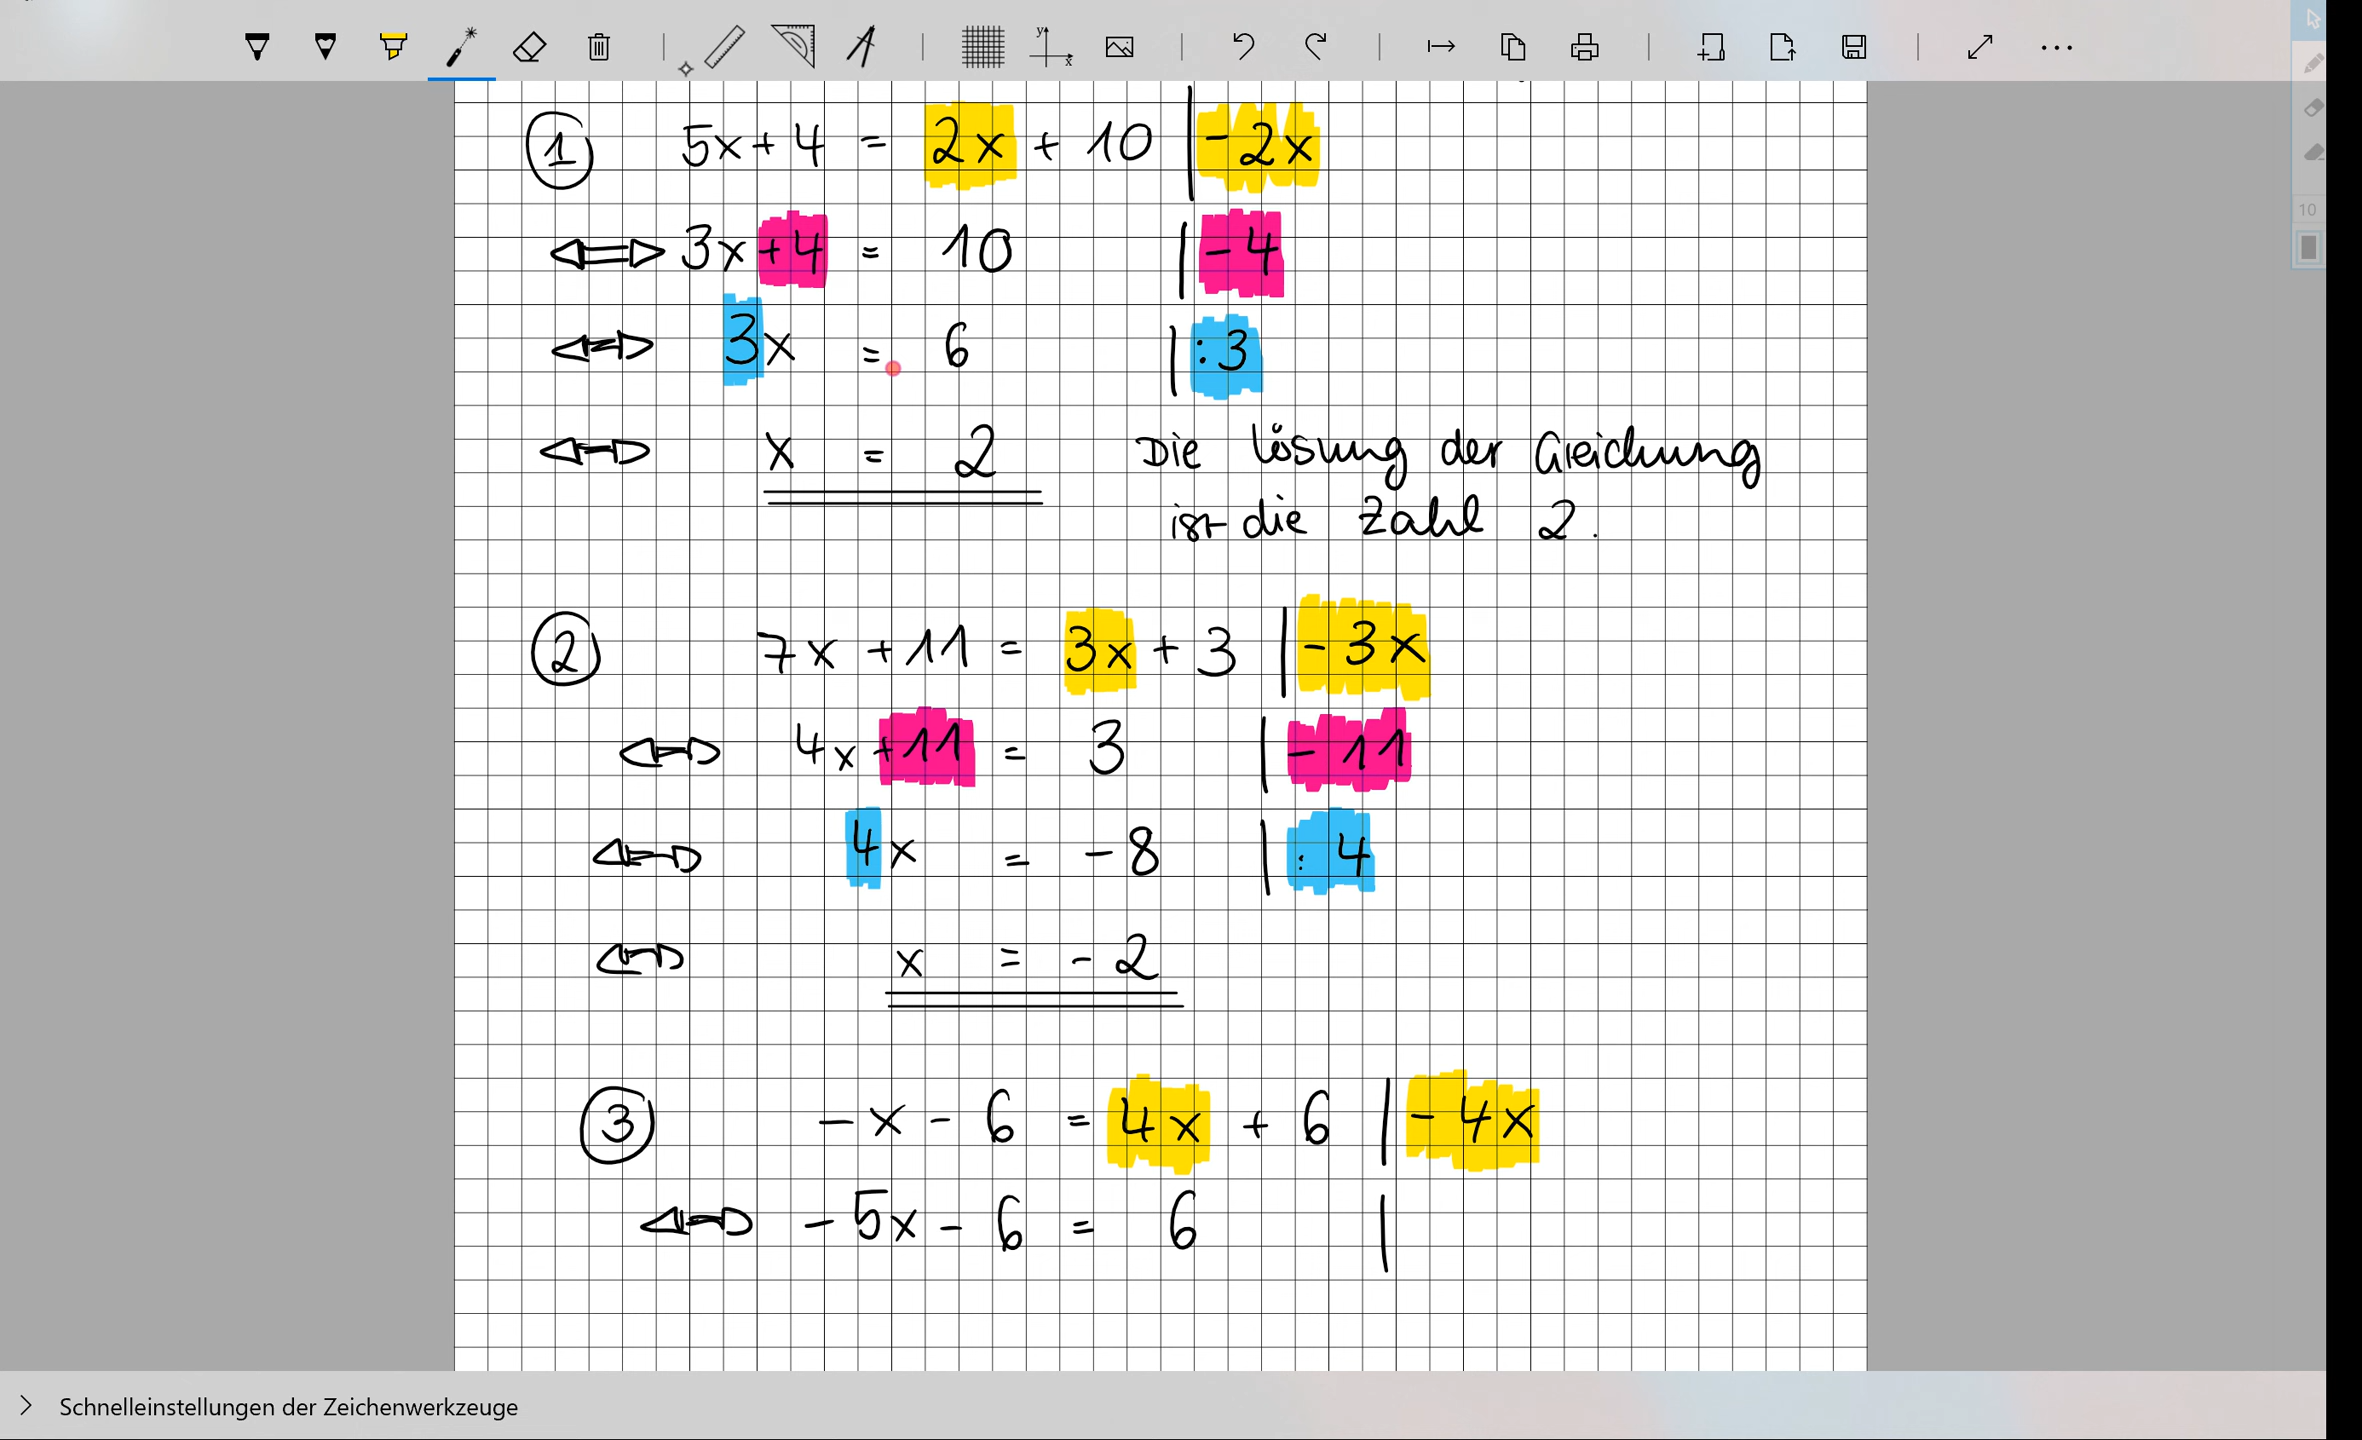 ① 5x + 4 = 2x + 10 | - 2x
⟺ 3x + 4 = 10 | - 4
⟺ 3x = 6 | : 3
⟺ x = 2 Die Lösung der Gleichung
ist die Zahl 2.
② 7x + 11 = 3x + 3 | - 3x
⟺ 4x + 11 = 3 | - 11
⟺ 4x = - 8 | : 4
⟺ x = - 2
③ - x - 6 = 4x + 6 | - 4x
⟺ - 5x - 6 = 6 |
10
Schnelleinstellungen der Zeichenwerkzeuge